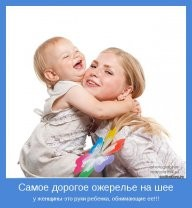 Самое дорогое ожерелье на шее
у женщины-это руки ребенка, обнимающие ее!!!